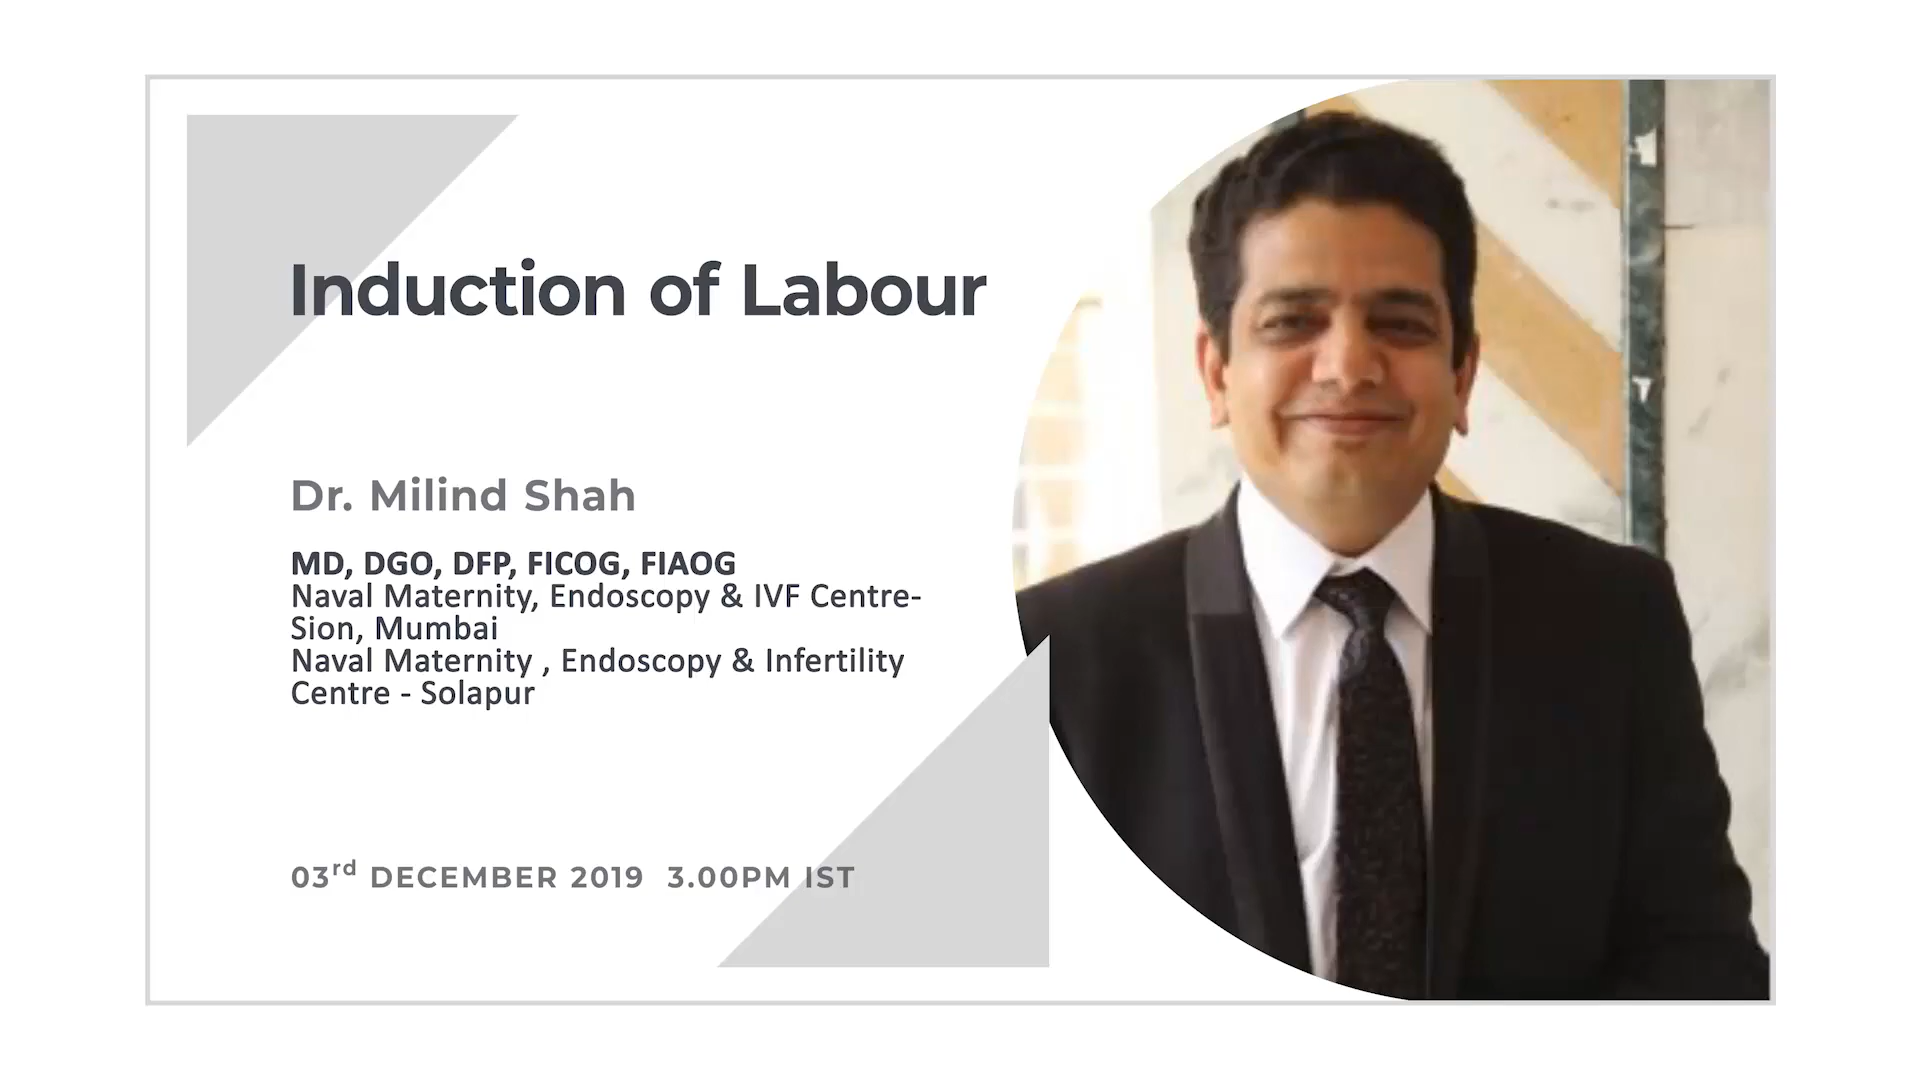 Induction of Labour
Dr. Milind Shah
MD, DGO, DFP, FICOG, FIAOG
Naval Maternity, Endoscopy & IVF Centre-
Sion, Mumbai
Naval Maternity , Endoscopy & Infertility
Centre - Solapur
03rd DECEMBER 2019  3.00PM IST